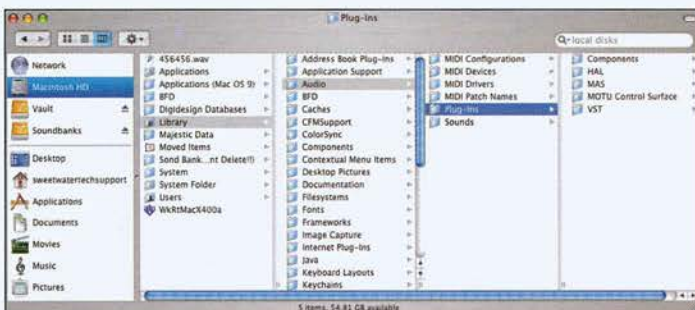 Plug-Ins
local disks
Network
Macintosh HD
Vault
Soundbanks
Desktop
sweetwatertechsupport
Applications
Documents
Movies
Music
Pictures
456456.wav
Applications
Applications (Mac OS 9)
BFD
Digidesign Databases
Library
Majestic Data
Moved Items
Sond Bank...nt Delete!!)
System
System Folder
Users
WkRtMacX400a
Address Book Plug-Ins
Application Support
Audio
BFD
Caches
CFMSupport
ColorSync
Components
Contextual Menu Items
Desktop Pictures
Documentation
Filesystems
Fonts
Frameworks
Image Capture
Internet Plug-Ins
Java
Keyboard Layouts
Keychains
MIDI Configurations
MIDI Devices
MIDI Drivers
MIDI Patch Names
Plug-Ins
Sounds
Components
HAL
MAS
MOTU Control Surface
VST
5 items, 54.81 GB available